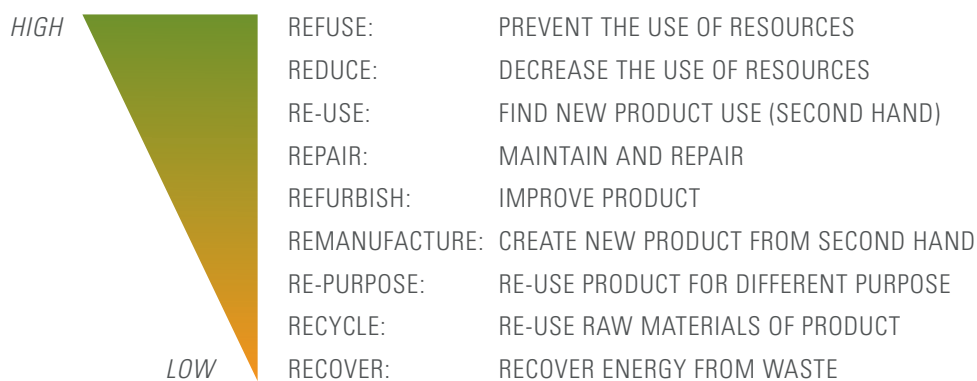 HIGH REFUSE: PREVENT THE USE OF RESOURCES
REDUCE: DECREASE THE USE OF RESOURCES
RE-USE: FIND NEW PRODUCT USE (SECOND HAND)
REPAIR: MAINTAIN AND REPAIR
REFURBISH: IMPROVE PRODUCT
REMANUFACTURE: CREATE NEW PRODUCT FROM SECOND HAND
RE-PURPOSE: RE-USE PRODUCT FOR DIFFERENT PURPOSE
RECYCLE: RE-USE RAW MATERIALS OF PRODUCT
LOW RECOVER: RECOVER ENERGY FROM WASTE